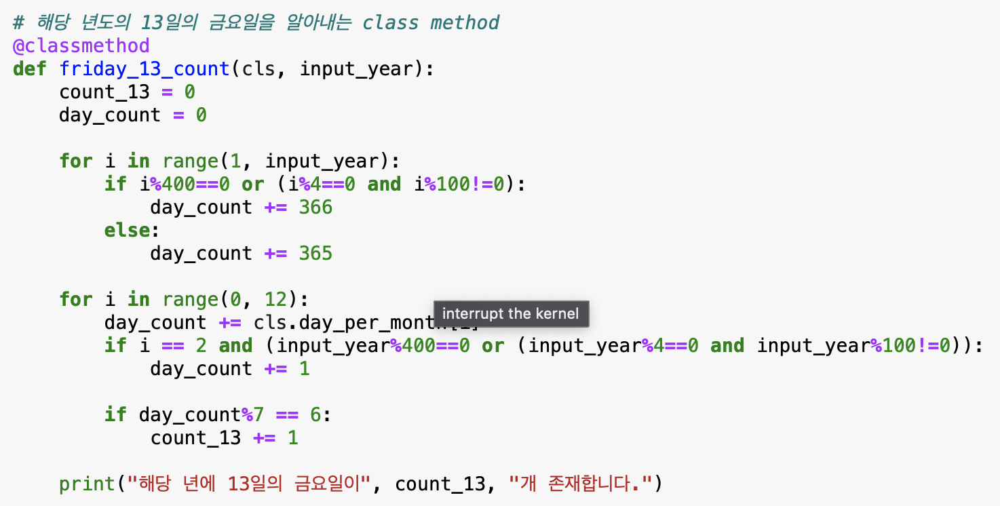 # 해당 년도의 13일의 금요일을 알아내는 class method
@classmethod
def friday_13_count(cls, input_year):
    count_13 = 0
    day_count = 0
    for i in range(1, input_year):
        if i%400==0 or (i%4==0 and i%100!=0):
            day_count += 366
        else:
            day_count += 365
    for i in range(0, 12):
interrupt the kernel
        day_count += cls.day_per_month[i]
        if i == 2 and (input_year%400==0 or (input_year%4==0 and input_year%100!=0)):
            day_count += 1
        if day_count%7 == 6:
            count_13 += 1
    print("해당 년에 13일의 금요일이", count_13, "개 존재합니다.")